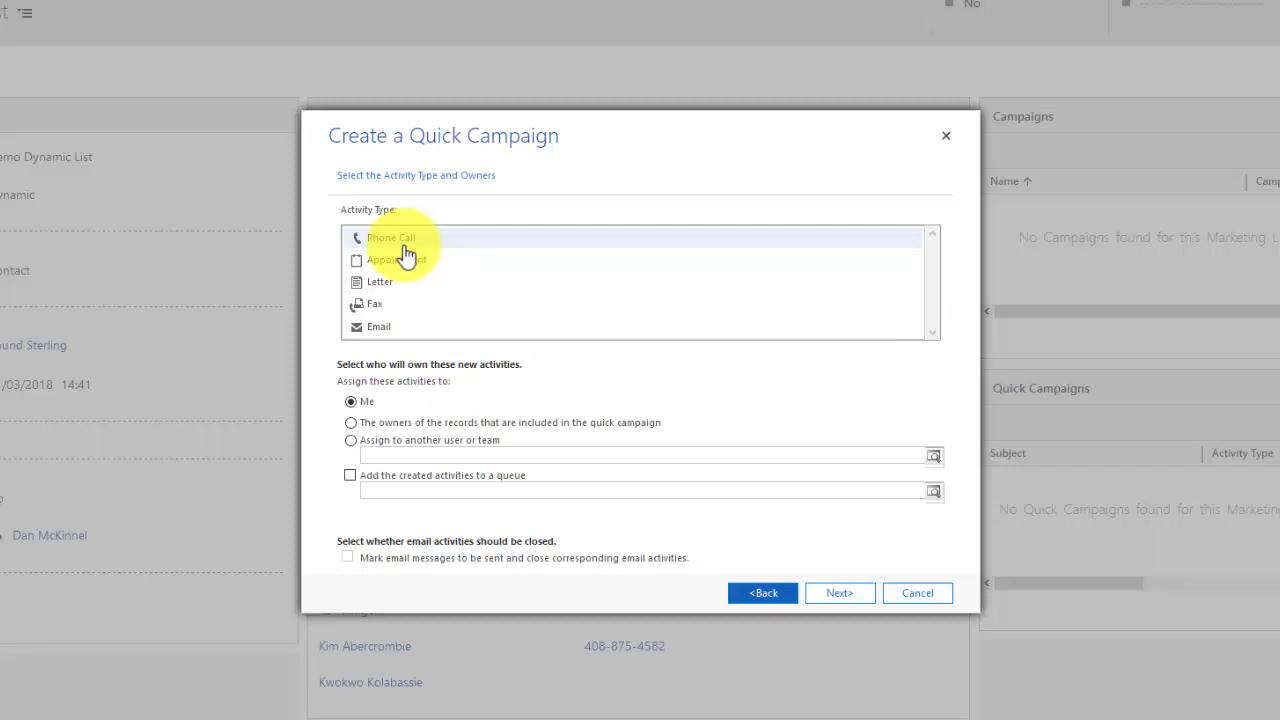 No
Create a Quick Campaign
Select the Activity Type and Owners
Activity Type:
Phone Call
Appointment
Letter
Fax
Email
Select who will own these new activities.
Assign these activities to:
Me
The owners of the records that are included in the quick campaign
Assign to another user or team
Add the created activities to a queue
Select whether email activities should be closed.
Mark email messages to be sent and close corresponding email activities.
<Back
Next>
Cancel
emo Dynamic List
ynamic
ontact
ound Sterling
/03/2018 14:41
Dan McKinnel
Kim Abercrombie 408-875-4582
Kwokwo Kolabassie
Campaigns
Name Camp
No Campaigns found for this Marketing L
Quick Campaigns
Subject Activity Type
No Quick Campaigns found for this Marketing